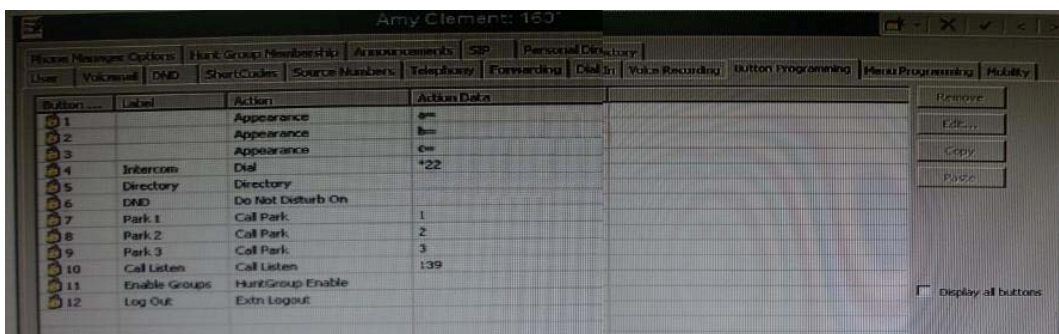 Amy Clement: 160*
Phone Manager Options Hunt Group Membership Announcements SIP Personal Directory
User Voicemail DND ShortCodes Source Numbers Telephony Forwarding Dial In Voice Recording Button Programming Menu Programming Mobility
Button ... Label Action Action Data
1 Appearance a=
2 Appearance b=
3 Appearance c=
4 Intercom Dial *22
5 Directory Directory
6 DND Do Not Disturb On
7 Park 1 Call Park 1
8 Park 2 Call Park 2
9 Park 3 Call Park 3
10 Call Listen Call Listen 139
11 Enable Groups HuntGroup Enable
12 Log Out Extn Logout
Remove
Edit...
Copy
Paste
Display all buttons